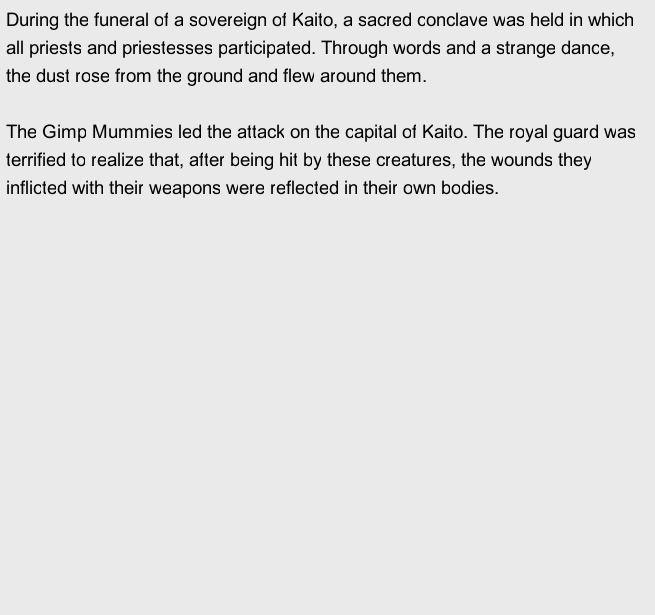 During the funeral of a sovereign of Kaito, a sacred conclave was held in which
all priests and priestesses participated. Through words and a strange dance,
the dust rose from the ground and flew around them.

The Gimp Mummies led the attack on the capital of Kaito. The royal guard was
terrified to realize that, after being hit by these creatures, the wounds they
inflicted with their weapons were reflected in their own bodies.